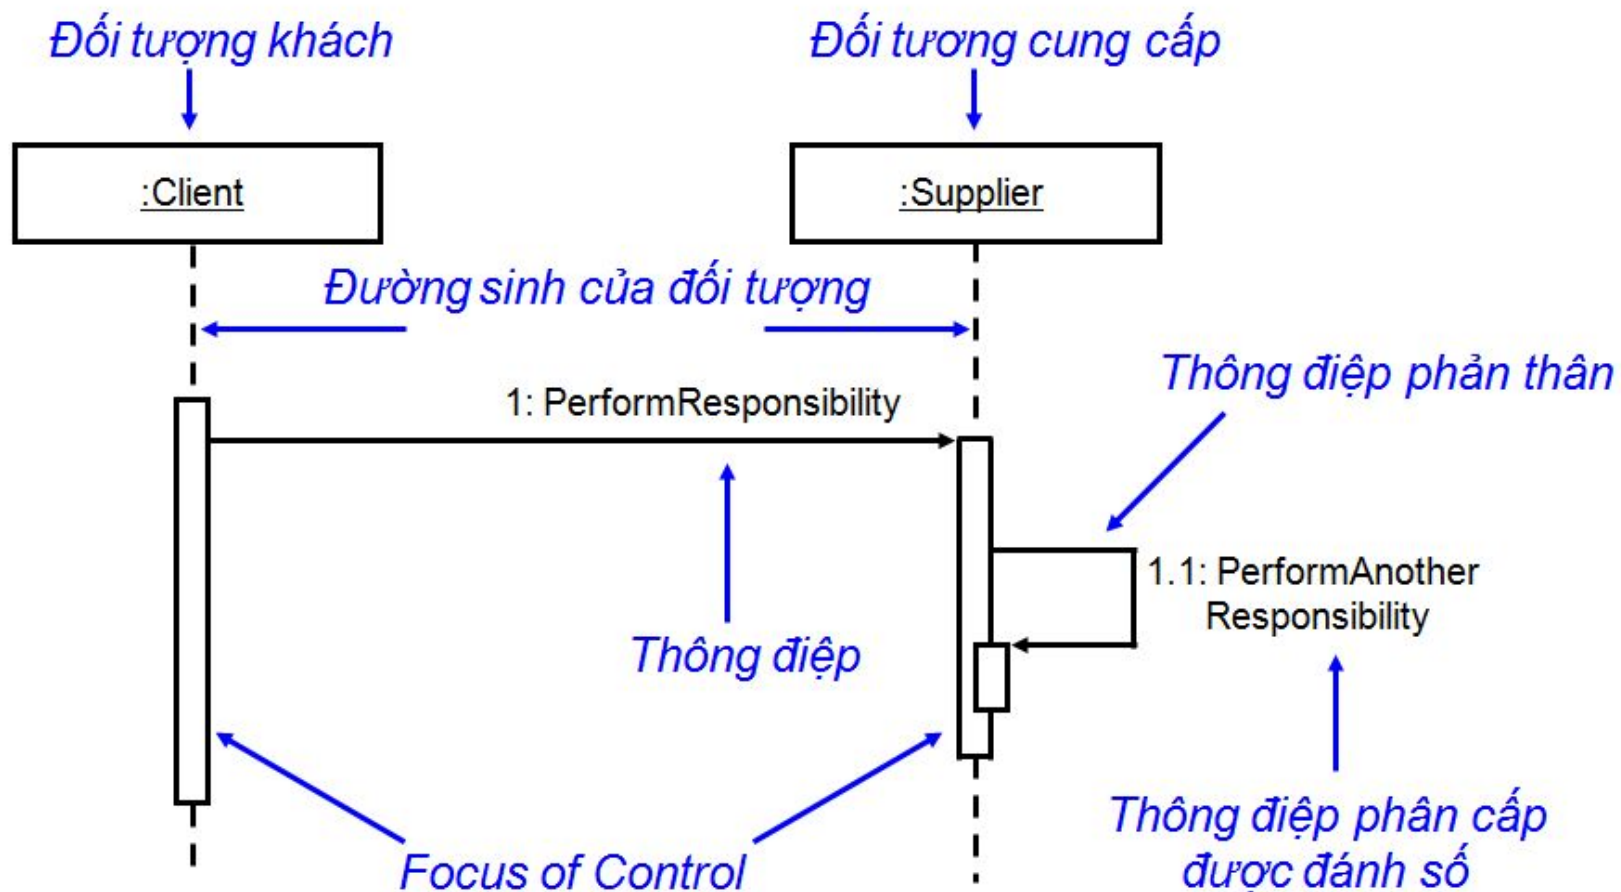 Đối tượng khách
Đối tương cung cấp
:Client
:Supplier
Đường sinh của đối tượng
Thông điệp phản thân
1: PerformResponsibility
1.1: PerformAnother
Responsibility
Thông điệp
Thông điệp phân cấp
được đánh số
Focus of Control